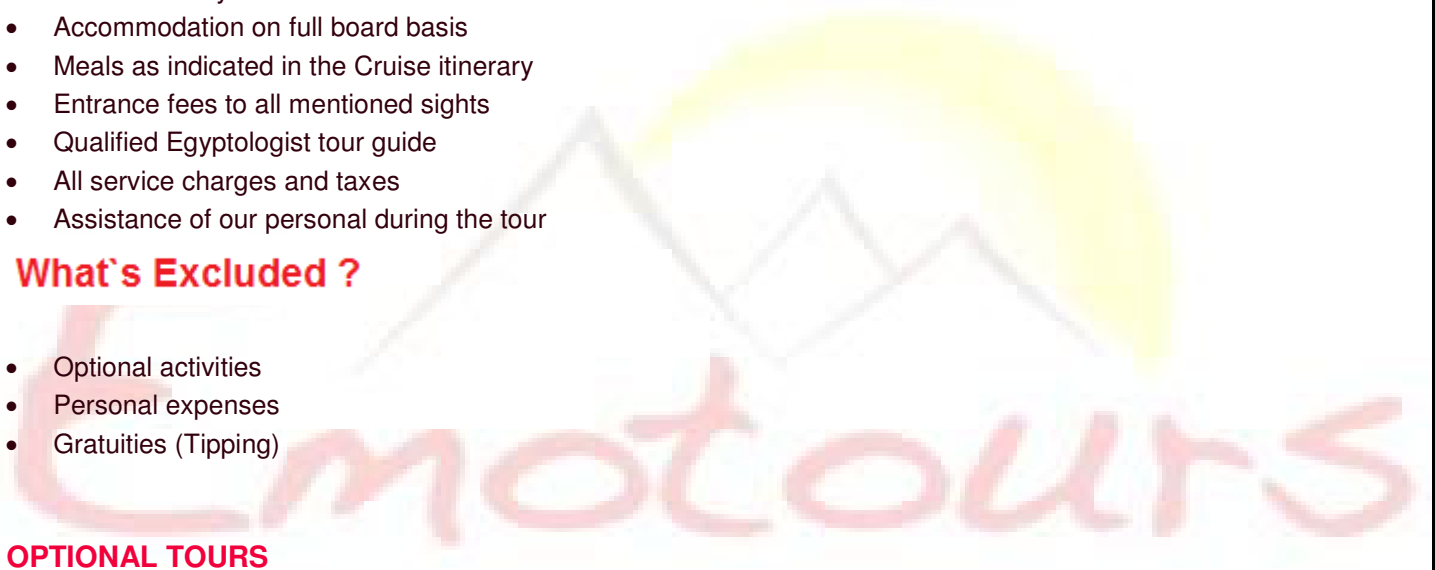 • Accommodation on full board basis
• Meals as indicated in the Cruise itinerary
• Entrance fees to all mentioned sights
• Qualified Egyptologist tour guide
• All service charges and taxes
• Assistance of our personal during the tour
What`s Excluded ?
• Optional activities
• Personal expenses
• Gratuities (Tipping)
Emotours
OPTIONAL TOURS